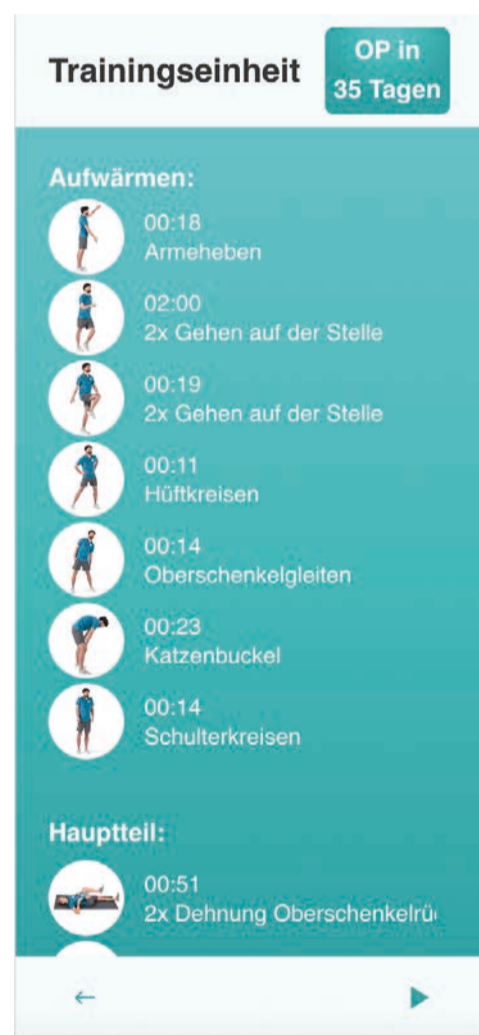 Trainingseinheit
OP in
35 Tagen
Aufwärmen:
00:18
Armeheben
02:00
2x Gehen auf der Stelle
00:19
2x Gehen auf der Stelle
00:11
Hüftkreisen
00:14
Oberschenkelgleiten
00:23
Katzenbuckel
00:14
Schulterkreisen
Hauptteil:
00:51
2x Dehnung Oberschenkelrü